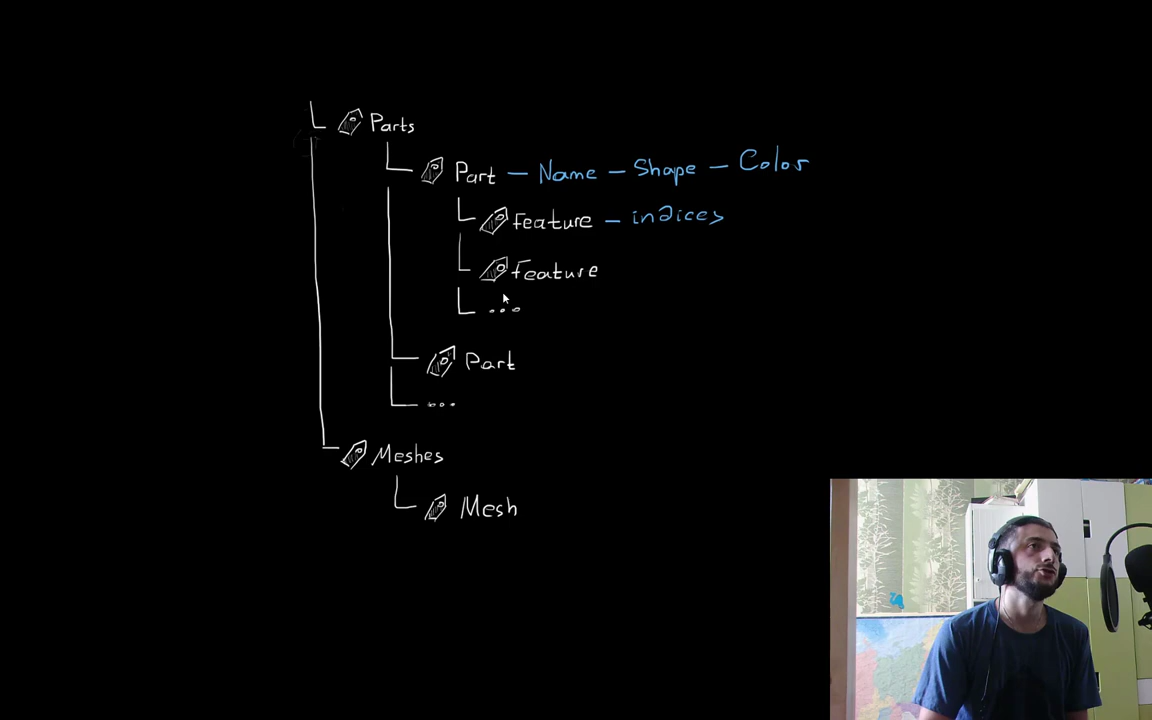 Parts
Part – Name – Shape – Color
Feature – indices
Feature
...
Part
...
Meshes
Mesh